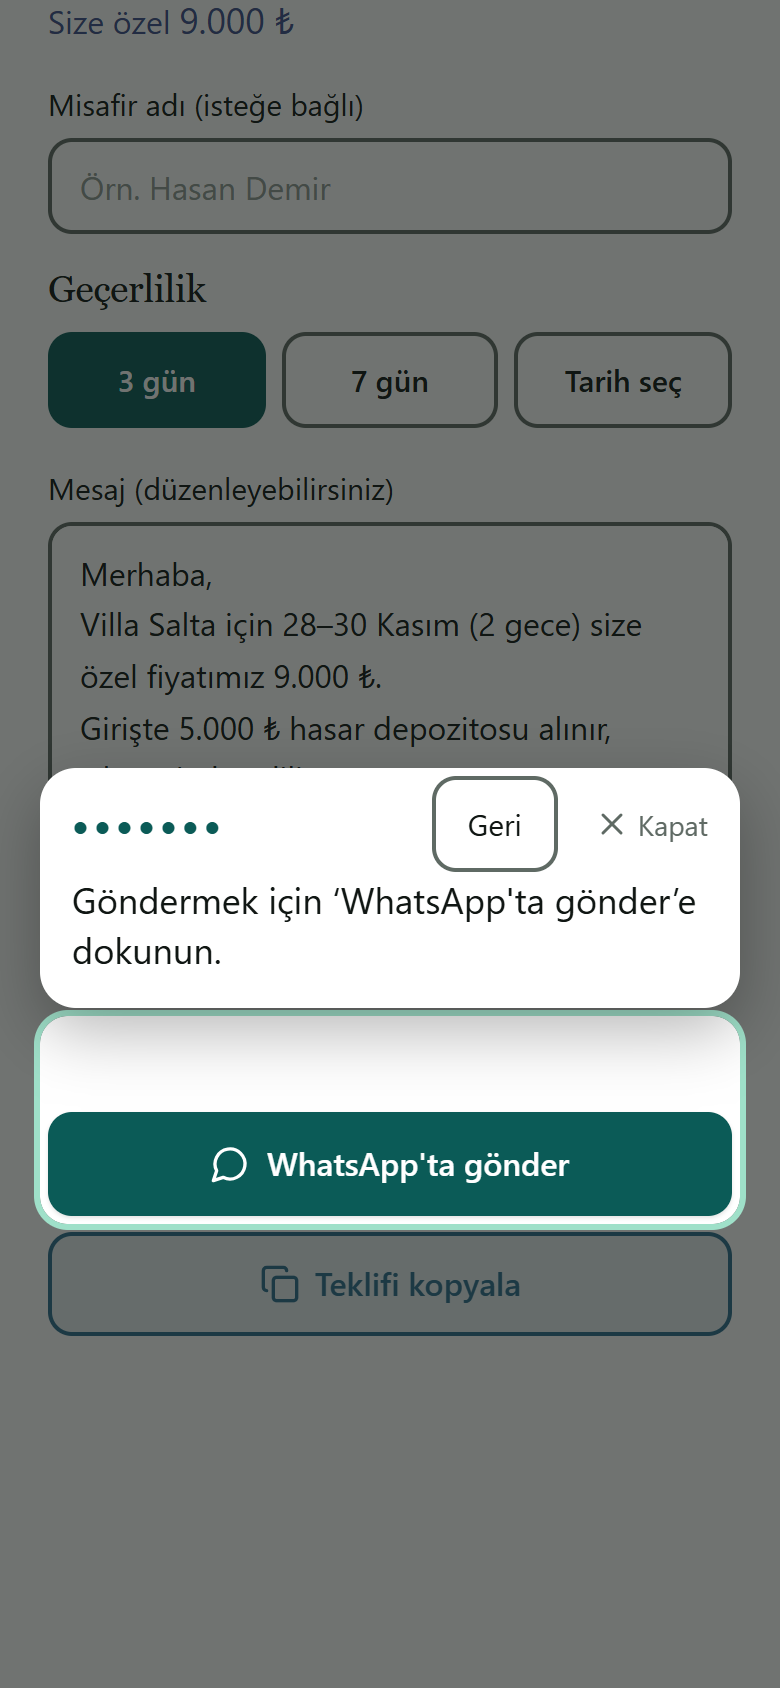 Size özel 9.000 ₺
Misafir adı (isteğe bağlı)
Örn. Hasan Demir
Geçerlilik
3 gün
7 gün
Tarih seç
Mesaj (düzenleyebilirsiniz)
Merhaba,
Villa Salta için 28–30 Kasım (2 gece) size
özel fiyatımız 9.000 ₺.
Girişte 5.000 ₺ hasar depozitosu alınır,
Geri
Kapat
Göndermek için ‘WhatsApp'ta gönder’e
dokunun.
WhatsApp'ta gönder
Teklifi kopyala